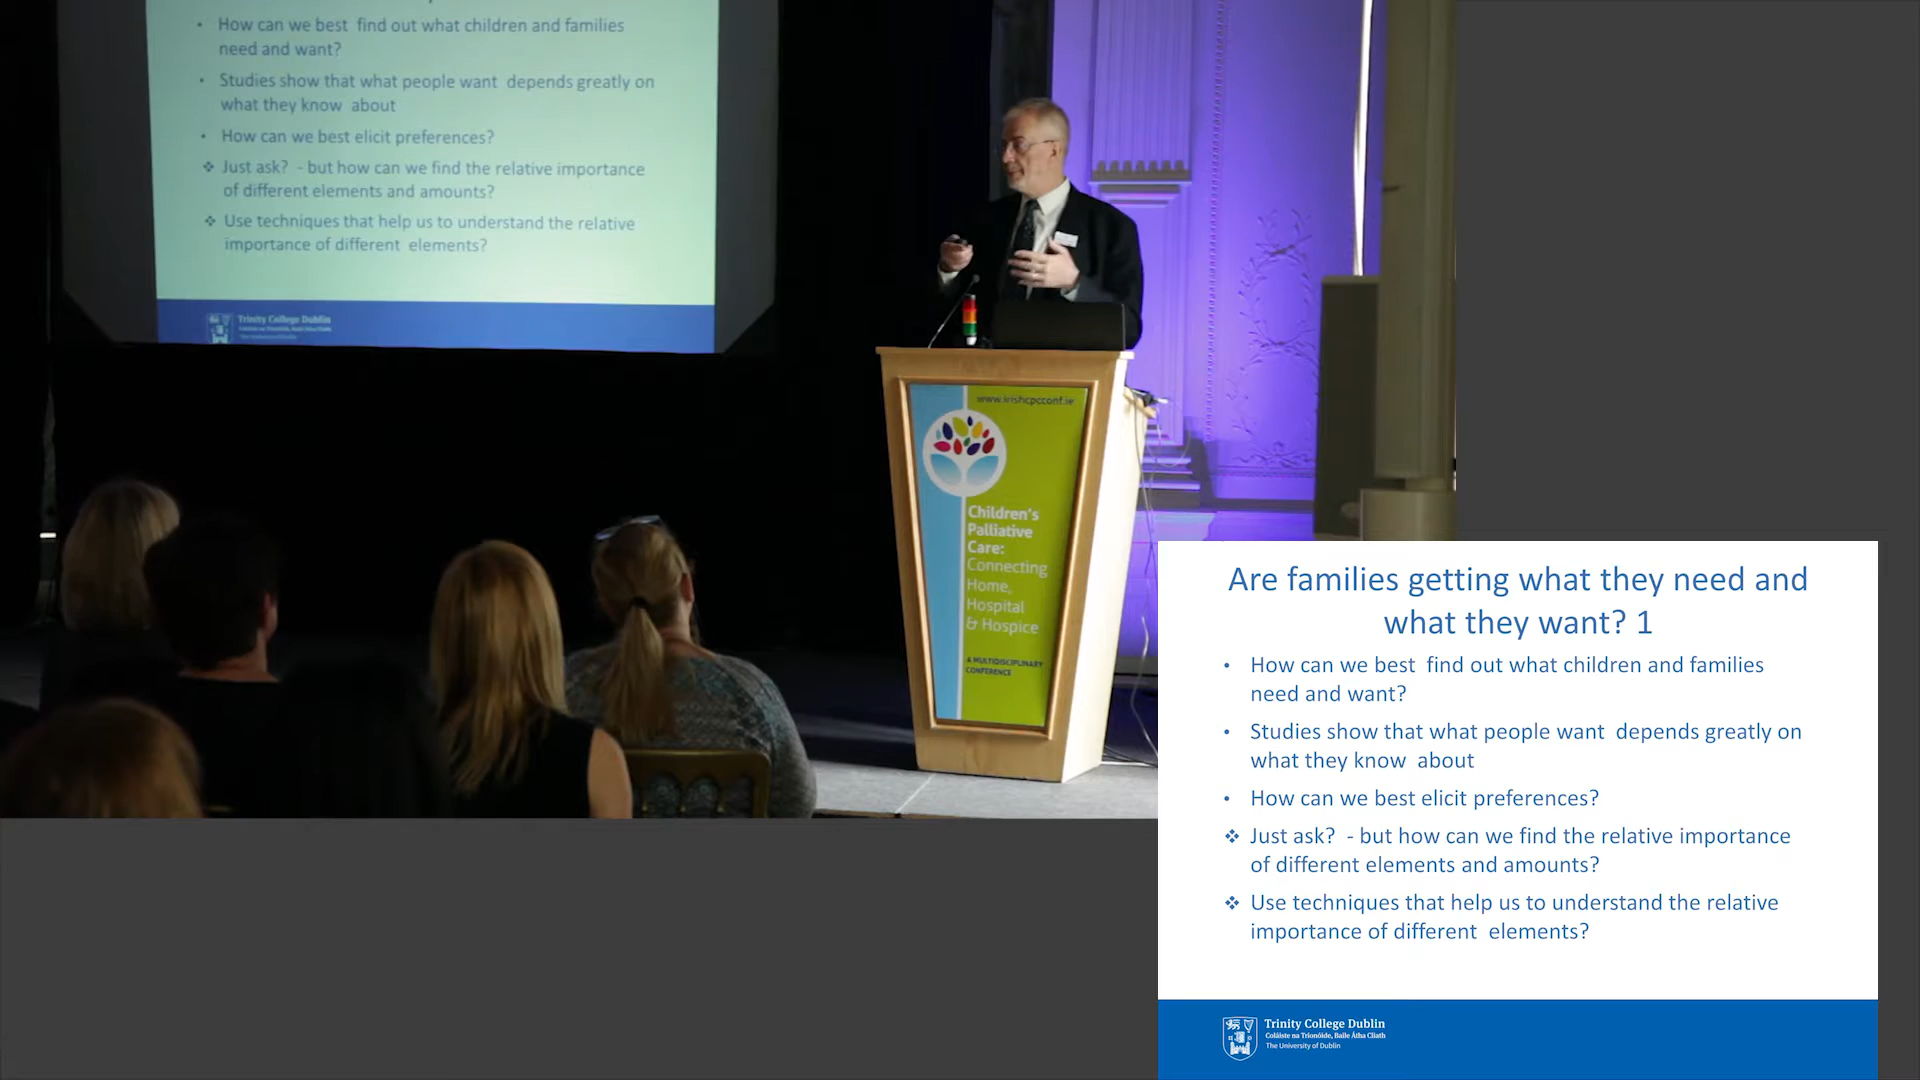 How can we best find out what children and families
need and want?
Studies show that what people want depends greatly on
what they know about
How can we best elicit preferences?
Just ask? - but how can we find the relative importance
of different elements and amounts?
Use techniques that help us to understand the relative
importance of different elements?
Trinity College Dublin
www.irishcpcconf.ie
Children's
Palliative
Care:
Connecting
Home,
Hospital
& Hospice
A MULTIDISCIPLINARY
CONFERENCE
Are families getting what they need and
what they want? 1
• How can we best find out what children and families
need and want?
• Studies show that what people want depends greatly on
what they know about
• How can we best elicit preferences?
❖ Just ask? - but how can we find the relative importance
of different elements and amounts?
❖ Use techniques that help us to understand the relative
importance of different elements?
Trinity College Dublin
Coláiste na Tríonóide, Baile Átha Cliath
The University of Dublin